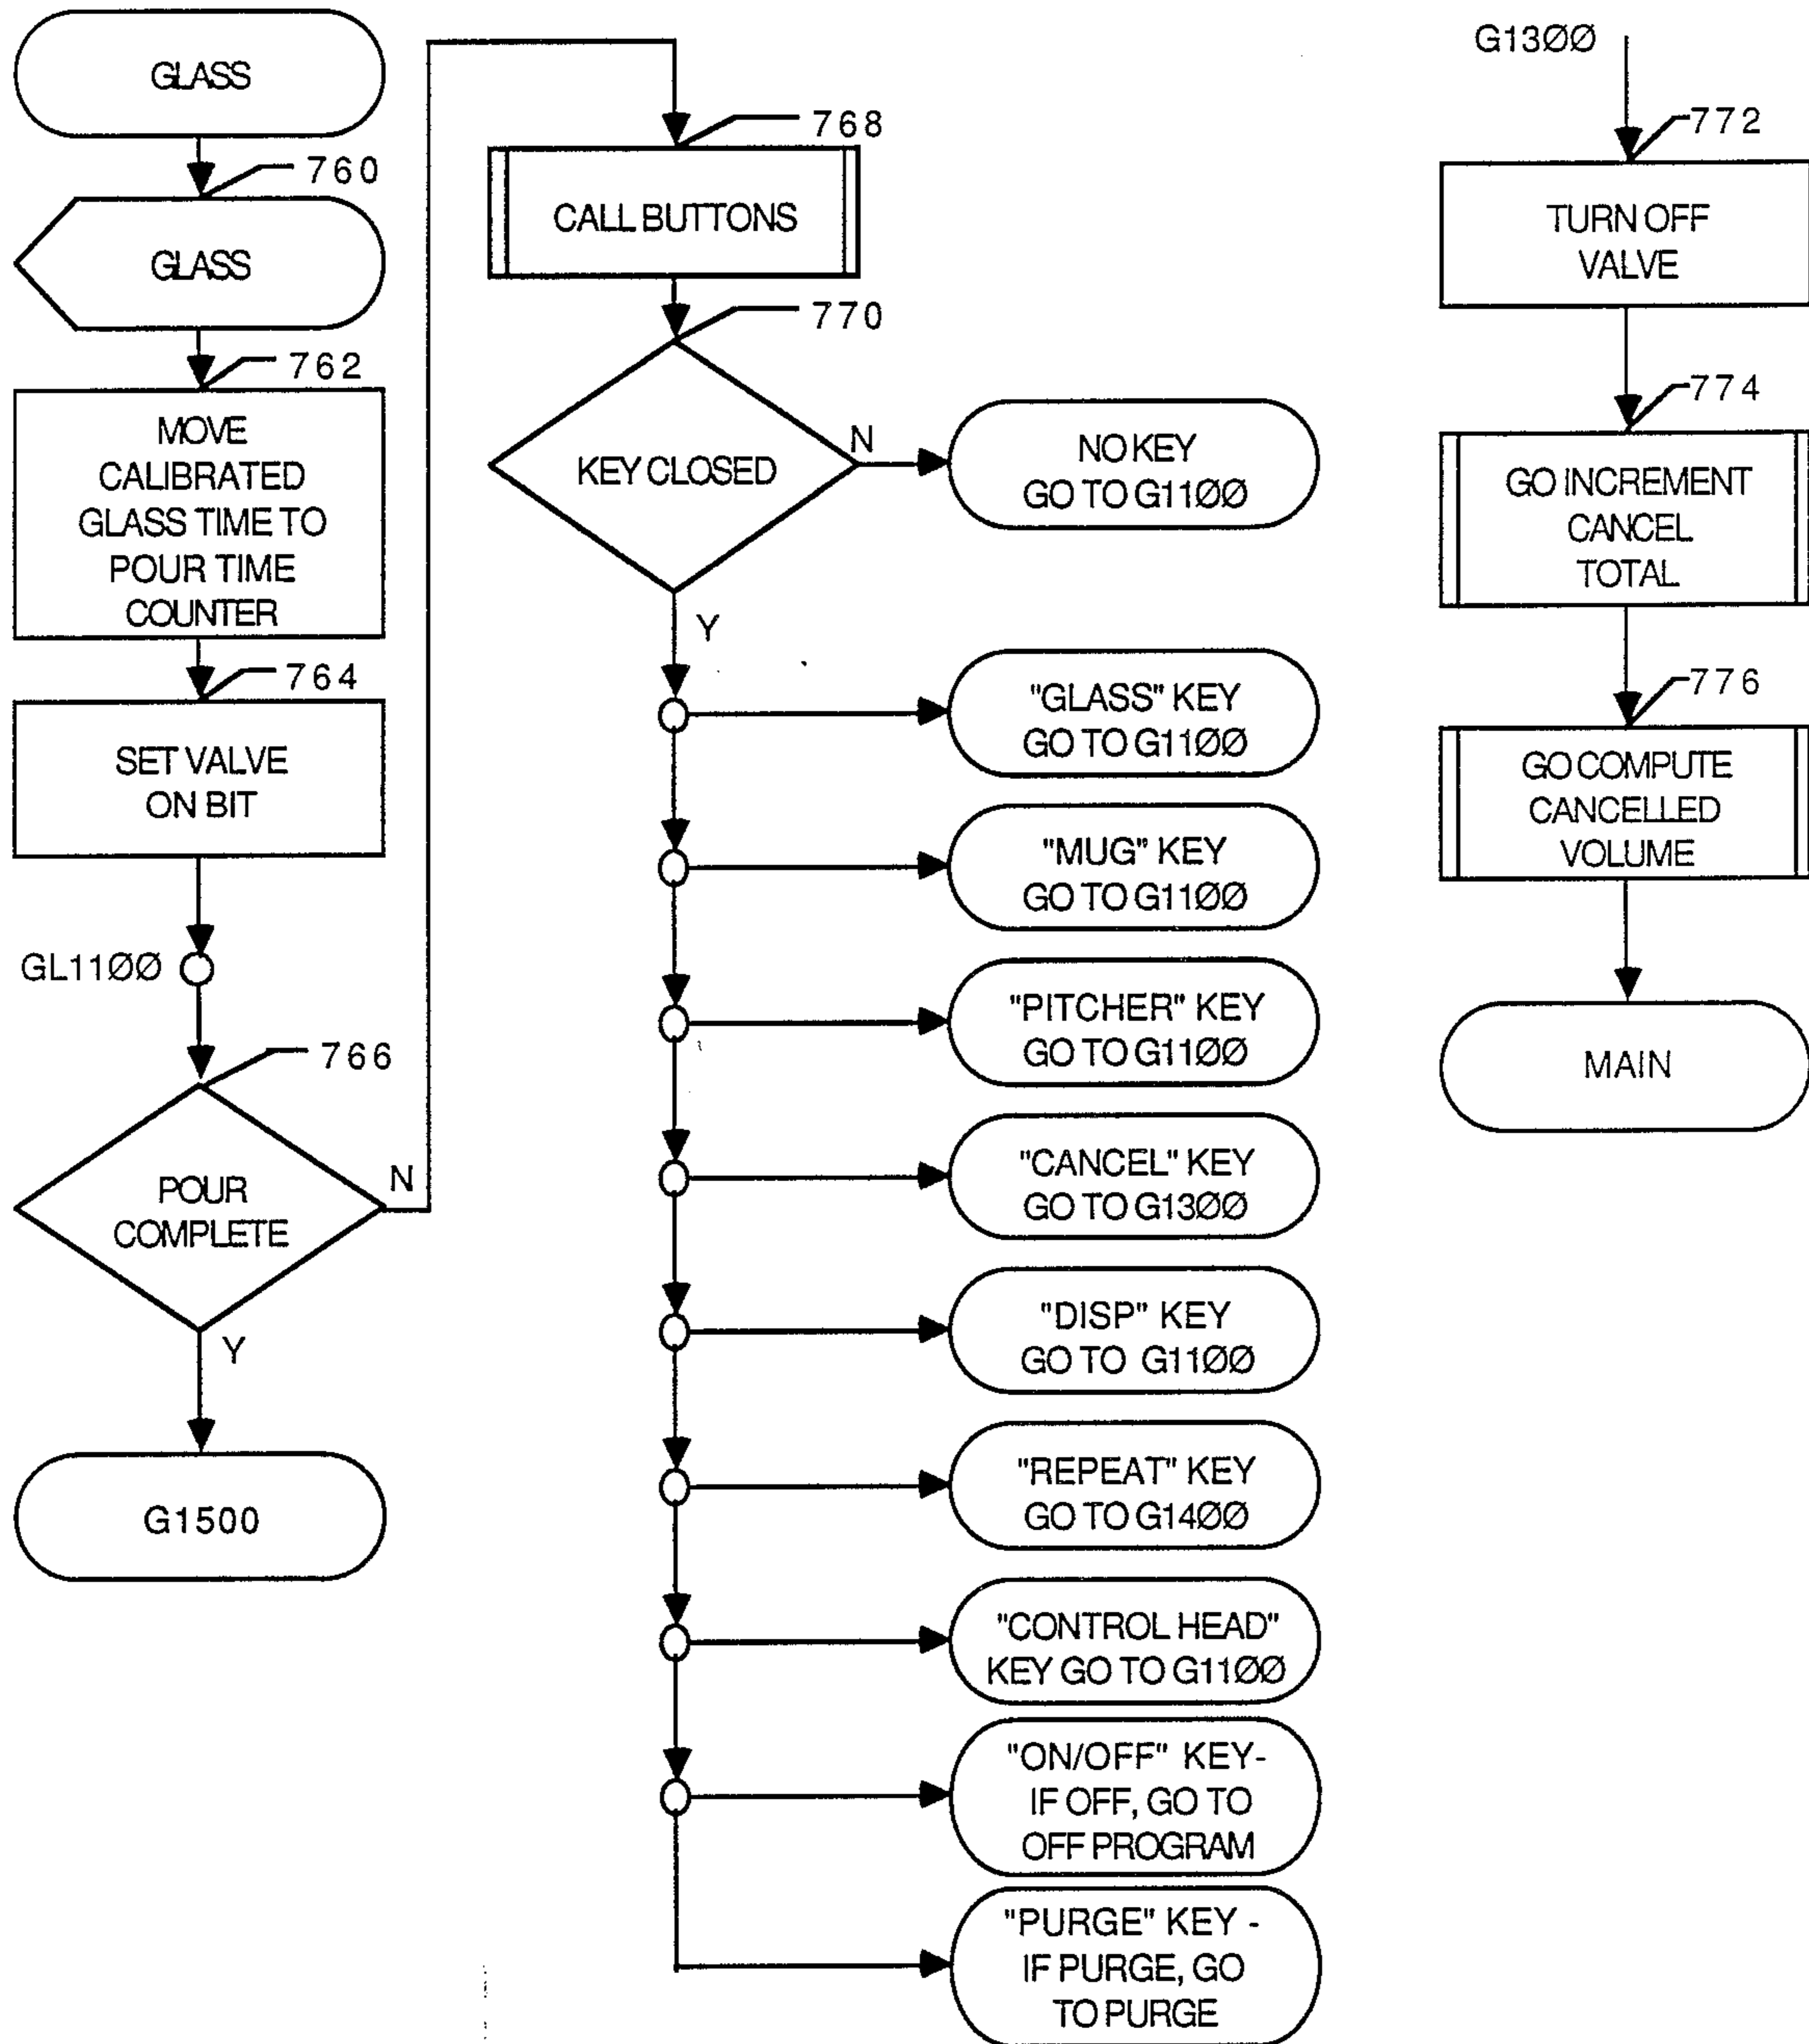 GLASS
760
GLASS
762
MOVE
CALIBRATED
GLASS TIME TO
POUR TIME
COUNTER
764
SET VALVE
ON BIT
GL11ØØ
766
POUR
COMPLETE
N
Y
G1500
768
CALL BUTTONS
770
KEY CLOSED
N
NO KEY
GO TO G11ØØ
Y
"GLASS" KEY
GO TO G11ØØ
"MUG" KEY
GO TO G11ØØ
"PITCHER" KEY
GO TO G11ØØ
"CANCEL" KEY
GO TO G13ØØ
"DISP" KEY
GO TO G11ØØ
"REPEAT" KEY
GO TO G14ØØ
"CONTROL HEAD"
KEY GO TO G11ØØ
"ON/OFF" KEY-
IF OFF, GO TO
OFF PROGRAM
"PURGE" KEY -
IF PURGE, GO
TO PURGE
G13ØØ
772
TURN OFF
VALVE
774
GO INCREMENT
CANCEL
TOTAL
776
GO COMPUTE
CANCELLED
VOLUME
MAIN